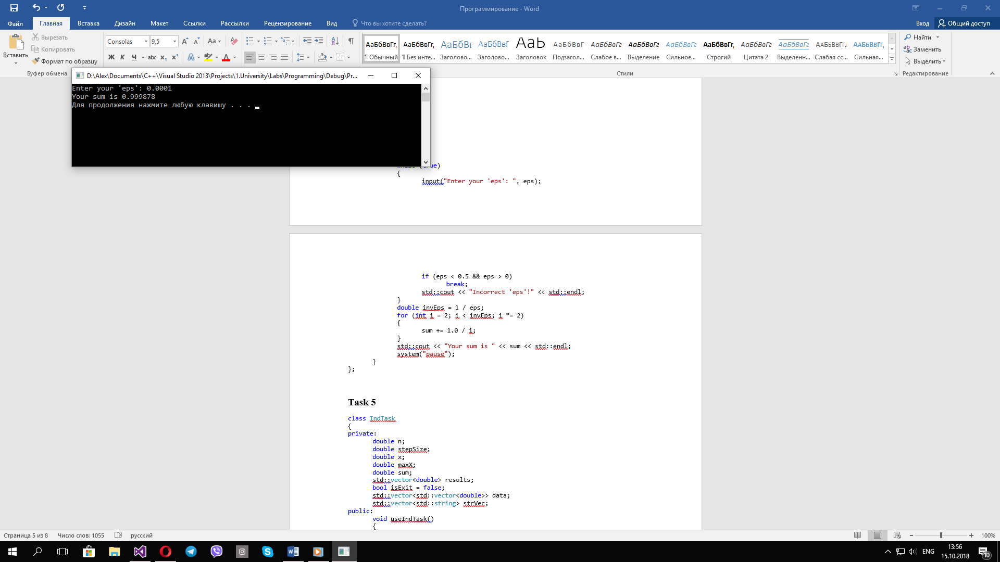 Программирование - Word
Файл Главная Вставка Дизайн Макет Ссылки Рассылки Рецензирование Вид Что вы хотите сделать? Вход Общий доступ
Вставить
Вырезать
Копировать
Формат по образцу
Буфер обмена
Consolas 9,5
Ж К Ч abc x₂ x²
АаБбВвГг, АаБбВвГг, АаБбВвГ АаБбВвГ АаБ АаБбВвГ АаБбВвГг АаБбВвГг АаБбВвГг АаБбВвГг, АаБбВвГг АаБбВвГг ААББВВГГ, ААББВВГГ,
¶ Обычный ¶ Без инте... Заголово... Заголово... Заголовок Подзагол... Слабое в... Выделение Сильное... Строгий Цитата 2 Выделенн... Слабая сс... Сильная...
Стили
Найти
Заменить
Выделить
Редактирование
D:\Alex\Documents\C++\Visual Studio 2013\Projects\1.University\Labs\Programming\Debug\Pr...
Enter your 'eps': 0.0001
Your sum is 0.999878
Для продолжения нажмите любую клавишу . . .
ue)
{
input("Enter your 'eps': ", eps);
if (eps < 0.5 && eps > 0)
break;
std::cout << "Incorrect 'eps'!" << std::endl;
}
double invEps = 1 / eps;
for (int i = 2; i < invEps; i *= 2)
{
sum += 1.0 / i;
}
std::cout << "Your sum is " << sum << std::endl;
system("pause");
}
};
Task 5
class IndTask
{
private:
double n;
double stepSize;
double x;
double maxX;
double sum;
std::vector<double> results;
bool isExit = false;
std::vector<std::vector<double>> data;
std::vector<std::string> strVec;
public:
void useIndTask()
{
Страница 5 из 8 Число слов: 1055 русский 100%
ENG 13:56
15.10.2018
10